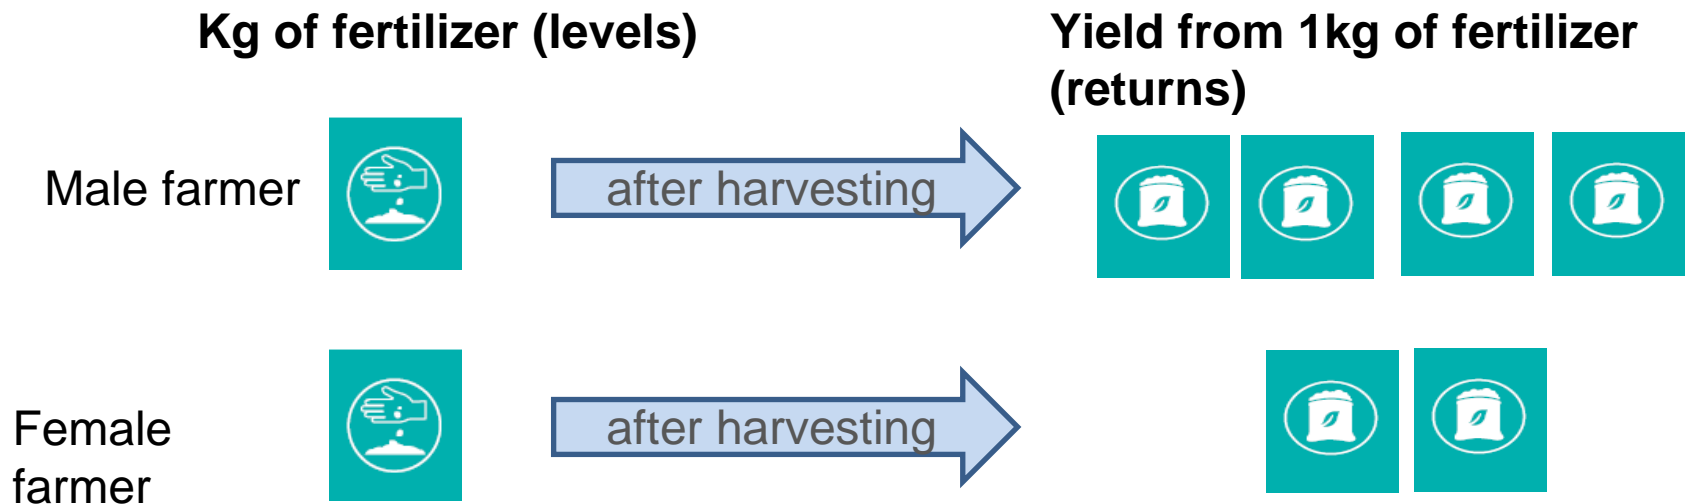 Kg of fertilizer (levels)
Yield from 1kg of fertilizer
(returns)
Male farmer
after harvesting
Female
farmer
after harvesting